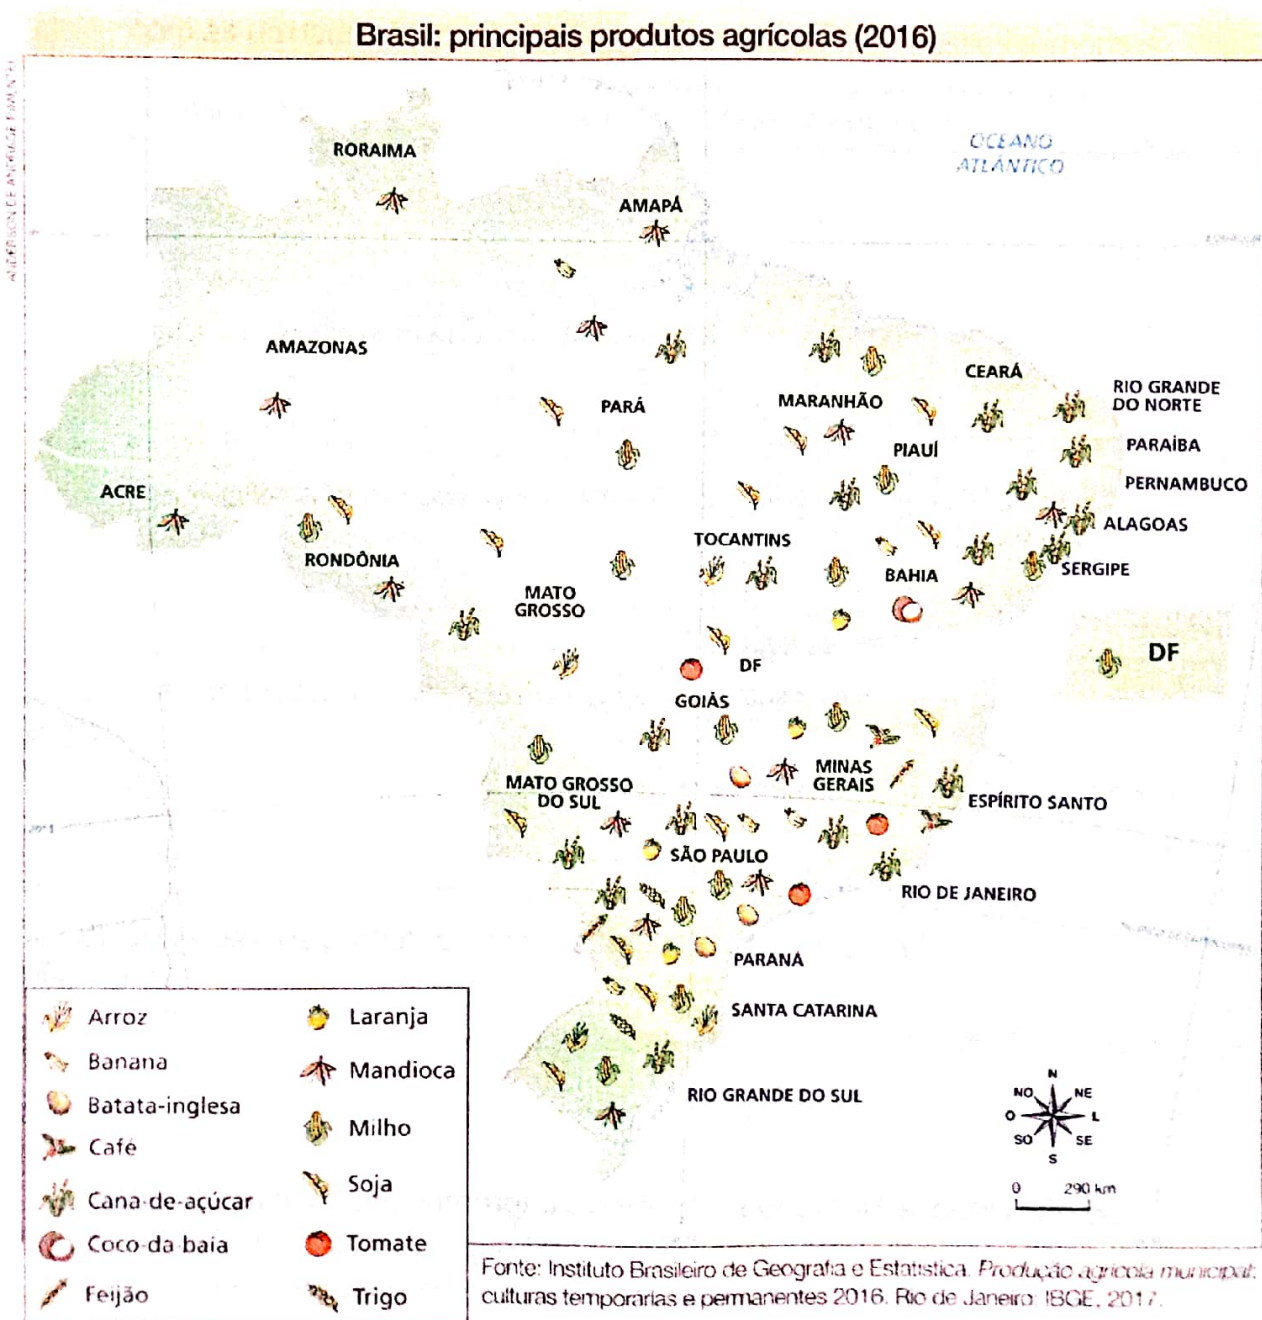 Brasil: principais produtos agrícolas (2016)
OCEANO
ATLÂNTICO
RORAIMA
AMAPÁ
AMAZONAS
PARÁ
MARANHÃO
CEARÁ
RIO GRANDE
DO NORTE
PARAÍBA
PIAUÍ
PERNAMBUCO
ACRE
ALAGOAS
TOCANTINS
RONDÔNIA
SERGIPE
BAHIA
MATO
GROSSO
DF
DF
GOIÁS
MINAS
GERAIS
MATO GROSSO
DO SUL
ESPÍRITO SANTO
SÃO PAULO
RIO DE JANEIRO
PARANÁ
SANTA CATARINA
RIO GRANDE DO SUL
N
NO NE
O L
SO SE
S
0 290 km
Arroz
Banana
Batata-inglesa
Café
Cana-de-açúcar
Coco-da-baía
Feijão
Laranja
Mandioca
Milho
Soja
Tomate
Trigo
Fonte: Instituto Brasileiro de Geografia e Estatística. Produção agrícola municipal:
culturas temporárias e permanentes 2016. Rio de Janeiro: IBGE, 2017.